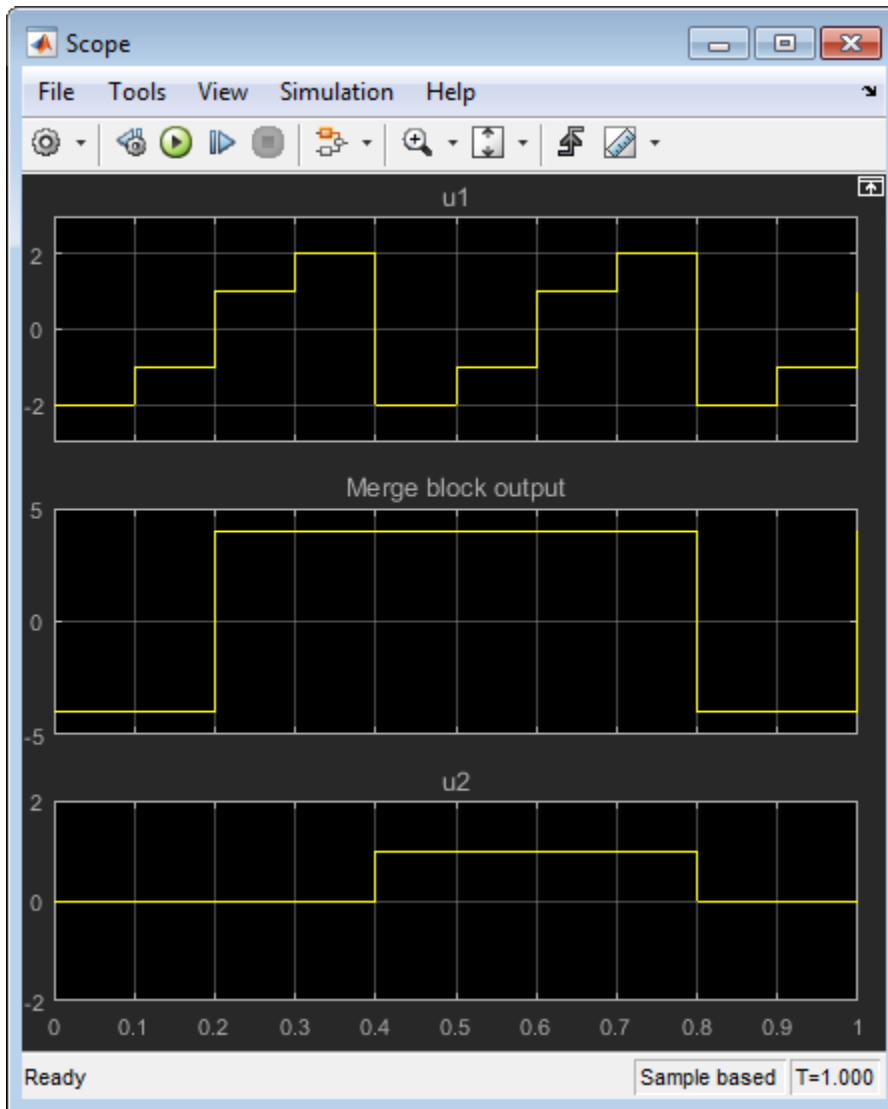 Scope
File Tools View Simulation Help
u1
2
0
-2
Merge block output
5
0
-5
u2
2
0
-2
0 0.1 0.2 0.3 0.4 0.5 0.6 0.7 0.8 0.9 1
Ready Sample based T=1.000